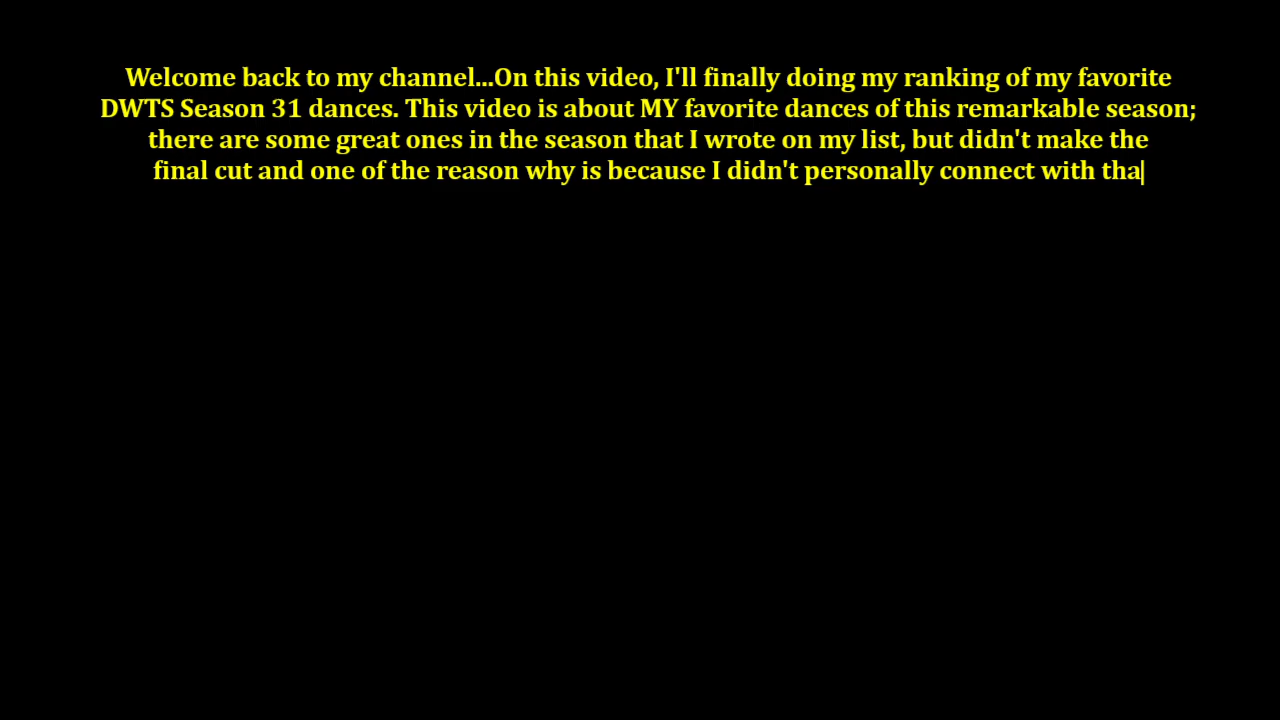 Welcome back to my channel...On this video, I'll finally doing my ranking of my favorite
DWTS Season 31 dances. This video is about MY favorite dances of this remarkable season;
there are some great ones in the season that I wrote on my list, but didn't make the
final cut and one of the reason why is because I didn't personally connect with tha